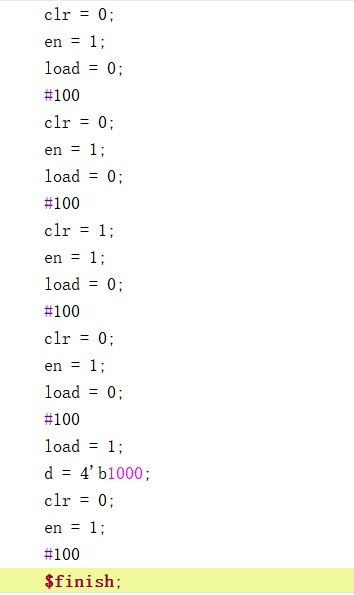 clr = 0;
en = 1;
load = 0;
#100
clr = 0;
en = 1;
load = 0;
#100
clr = 1;
en = 1;
load = 0;
#100
clr = 0;
en = 1;
load = 0;
#100
load = 1;
d = 4'b1000;
clr = 0;
en = 1;
#100
$finish;